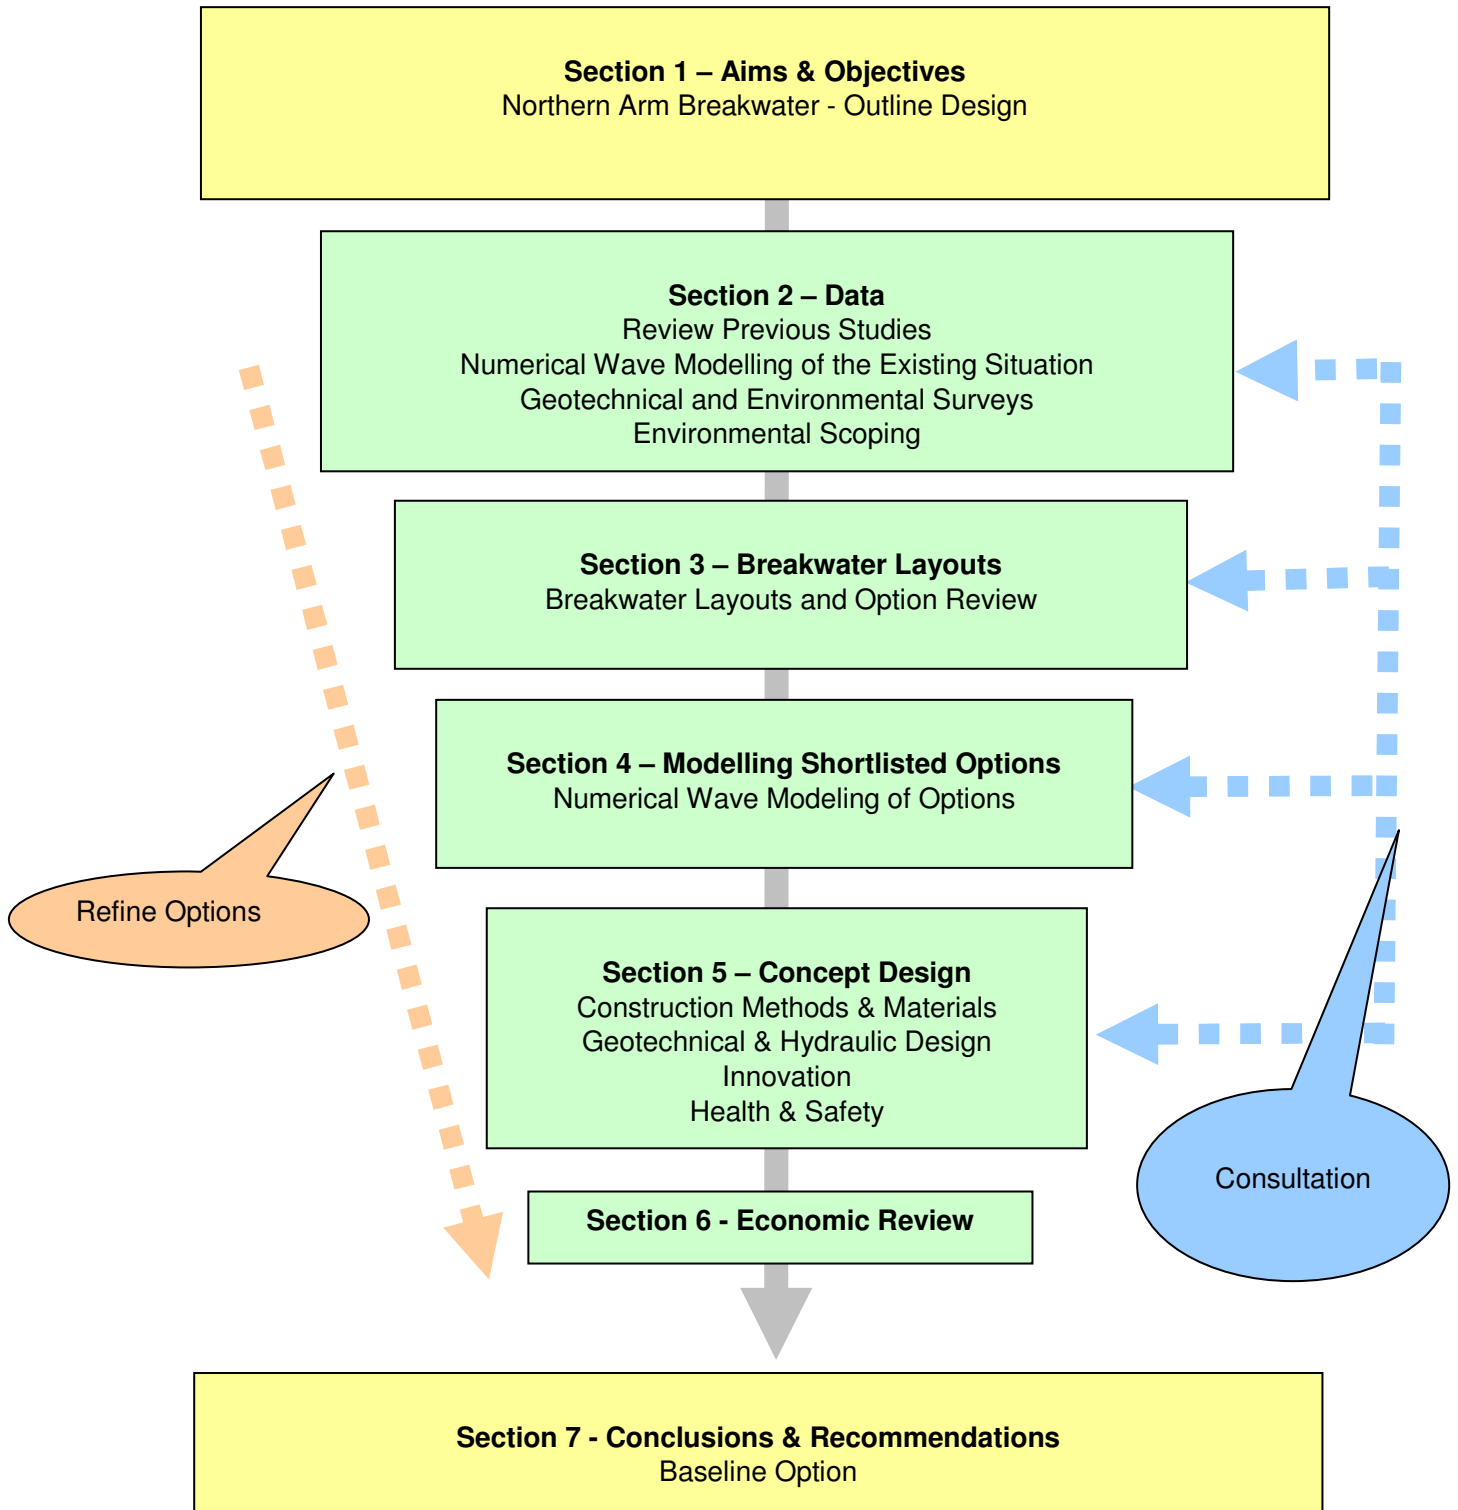 Section 1 – Aims & Objectives
Northern Arm Breakwater - Outline Design
Section 2 – Data
Review Previous Studies
Numerical Wave Modelling of the Existing Situation
Geotechnical and Environmental Surveys
Environmental Scoping
Section 3 – Breakwater Layouts
Breakwater Layouts and Option Review
Section 4 – Modelling Shortlisted Options
Numerical Wave Modeling of Options
Refine Options
Section 5 – Concept Design
Construction Methods & Materials
Geotechnical & Hydraulic Design
Innovation
Health & Safety
Consultation
Section 6 - Economic Review
Section 7 - Conclusions & Recommendations
Baseline Option